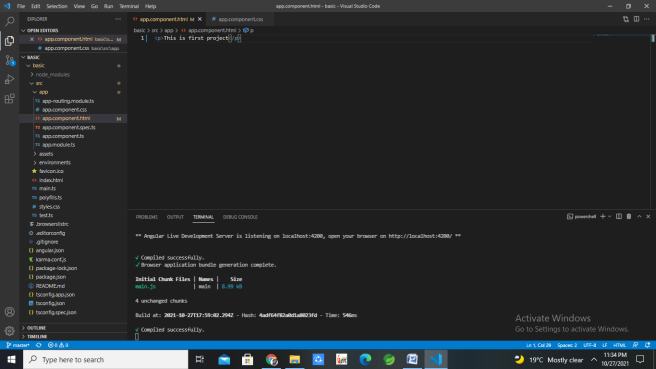 File Edit Selection View Go Run Terminal Help
app.component.html - basic - Visual Studio Code
EXPLORER
app.component.html M
app.component.css
OPEN EDITORS
app.component.html
M
app.component.css
basic > src > app > app.component.html > p
1 <p>This is first project</p>
BASIC
basic
node_modules
src
app
app-routing.module.ts
app.component.css
app.component.html M
app.component.spec.ts
app.component.ts
app.module.ts
assets
environments
favicon.ico
index.html
main.ts
polyfills.ts
styles.css
test.ts
.browserslistrc
.editorconfig
.gitignore
angular.json
karma.conf.js
package-lock.json
package.json
README.md
tsconfig.app.json
tsconfig.json
tsconfig.spec.json
OUTLINE
TIMELINE
PROBLEMS OUTPUT TERMINAL DEBUG CONSOLE
powershell
** Angular Live Development Server is listening on localhost:4200, open your browser on http://localhost:4200/ **
√ Compiled successfully.
√ Browser application bundle generation complete.
Initial Chunk Files | Names | Size
main.js | main |
4 unchanged chunks
Build at: 2021-10-27T17:59:02.294Z - Hash: - Time: 546ms
√ Compiled successfully.
Activate Windows
Go to Settings to activate Windows.
0 0
Ln 1, Col 29 Spaces: 2 UTF-8 LF HTML
Type here to search
19°C Mostly clear
11:34 PM
10/27/2021